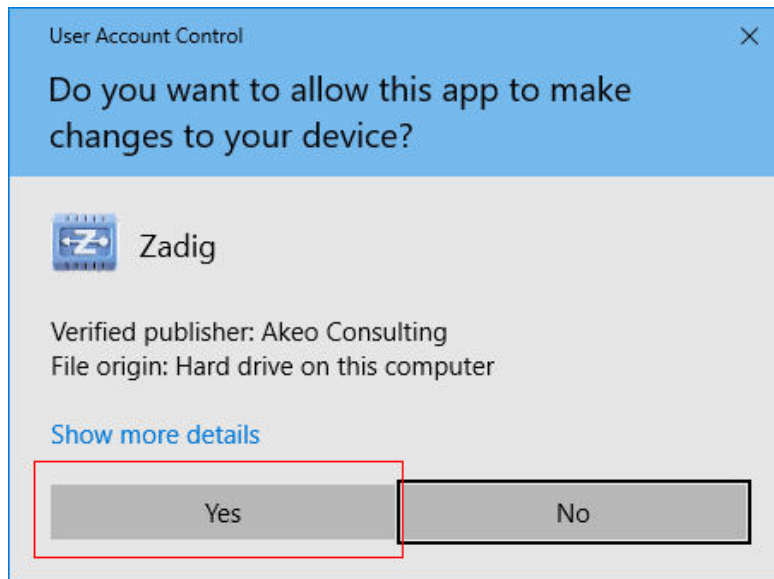 User Account Control
Do you want to allow this app to make
changes to your device?
Zadig
Verified publisher: Akeo Consulting
File origin: Hard drive on this computer
Show more details
Yes
No